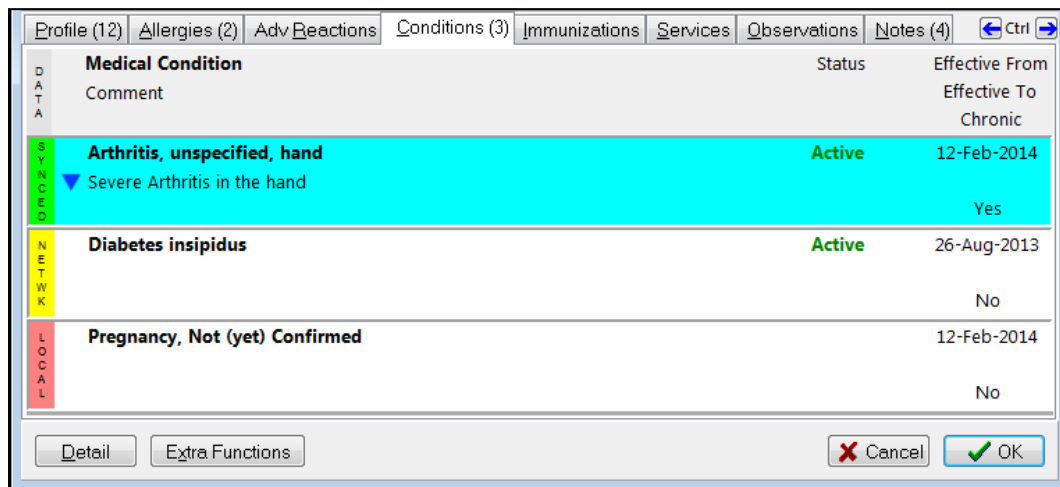 Profile (12) Allergies (2) Adv Reactions Conditions (3) Immunizations Services Observations Notes (4) Ctrl
DATA Medical Condition Status Effective From
Comment Effective To
Chronic
SYNCED Arthritis, unspecified, hand Active 12-Feb-2014
Severe Arthritis in the hand
Yes
NETWK Diabetes insipidus Active 26-Aug-2013
No
LOCAL Pregnancy, Not (yet) Confirmed 12-Feb-2014
No
Detail Extra Functions Cancel OK